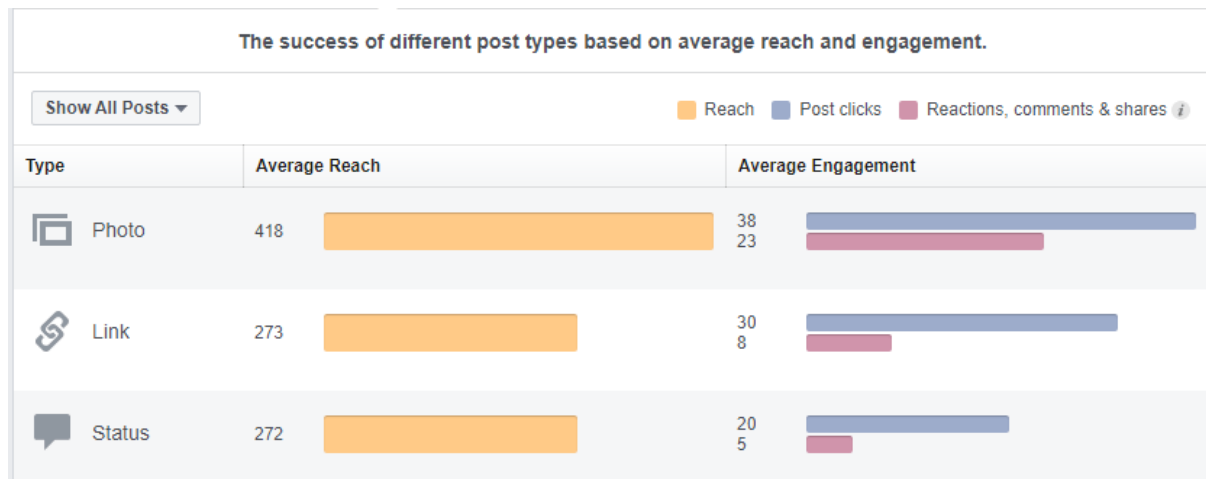 The success of different post types based on average reach and engagement.
Show All Posts
Reach Post clicks Reactions, comments & shares i
Type Average Reach Average Engagement
Photo 418 38
23
Link 273 30
8
Status 272 20
5